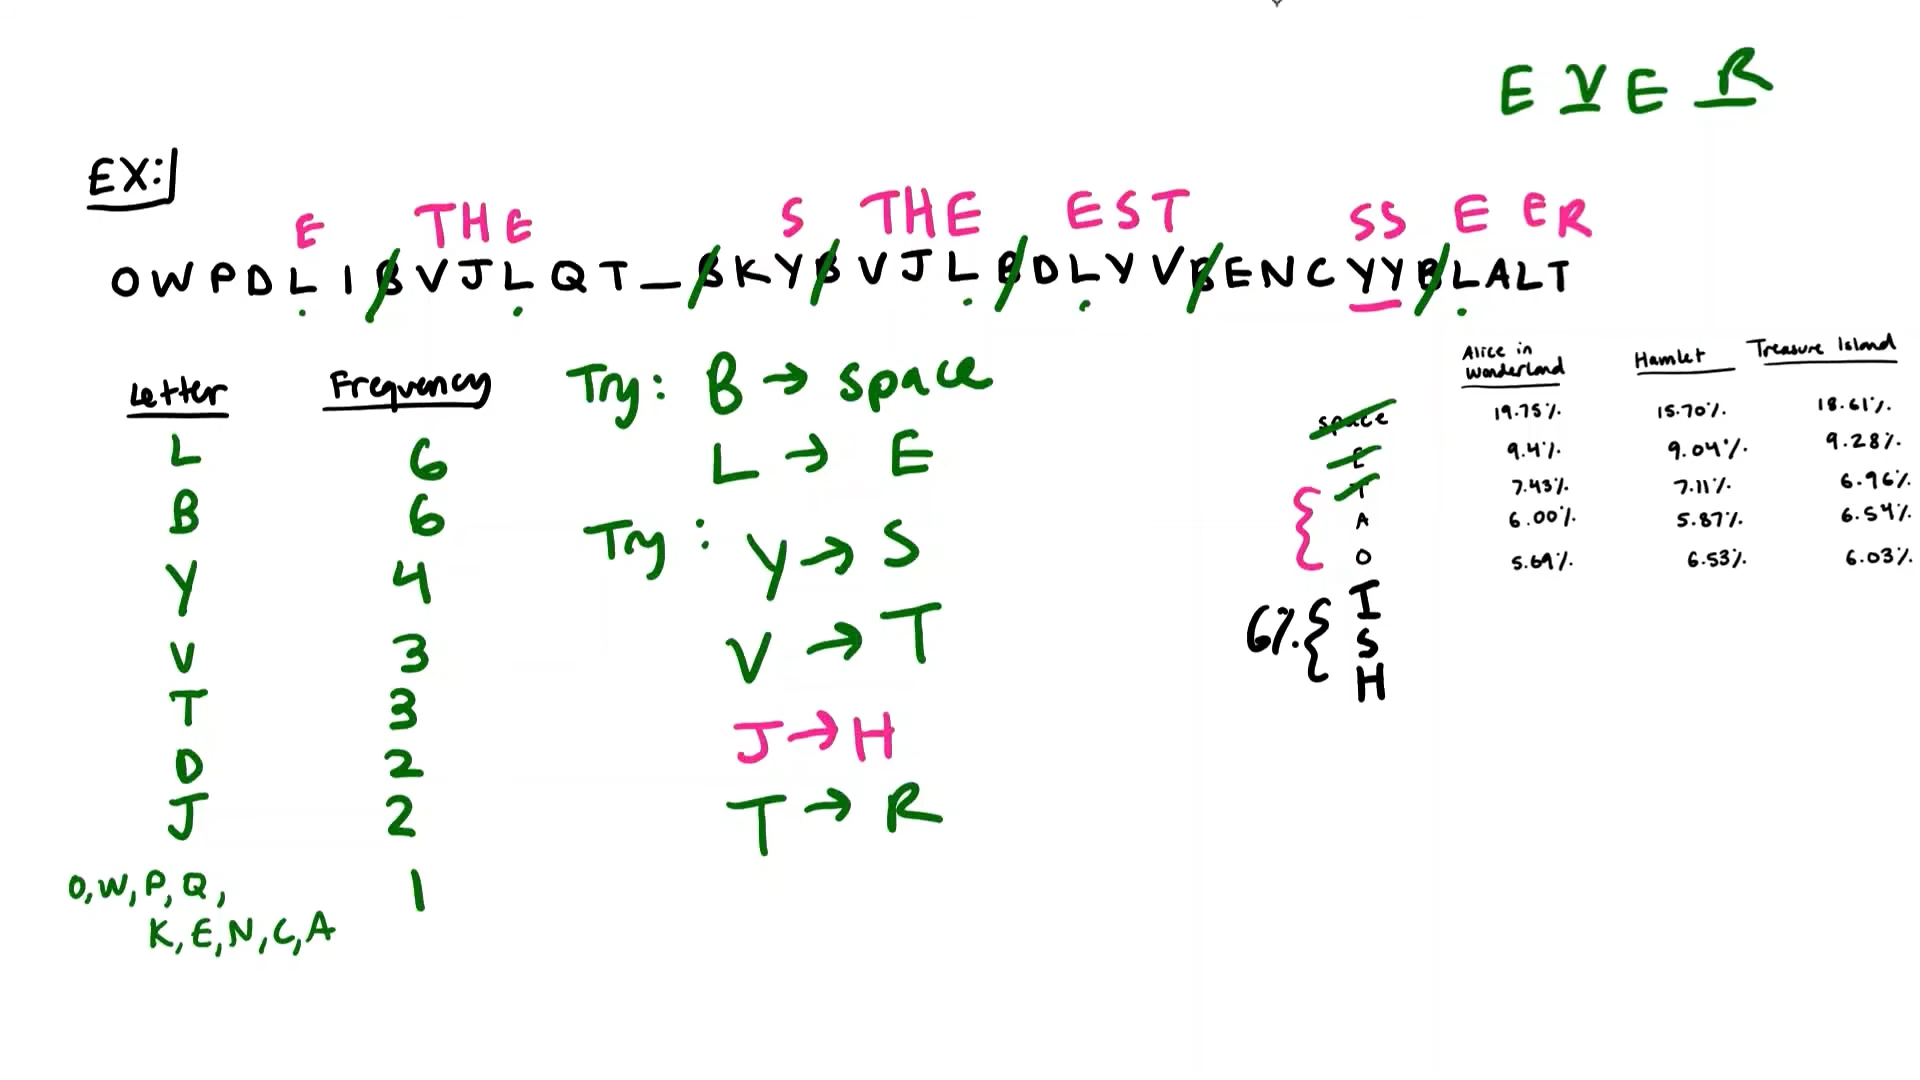 E V E R
EX:
E THE S THE EST SS E ER
OWPDLIBVJLQT_BKYBVJLBDLYVBENCYYBLALT
Letter Frequency
L 6
B 6
Y 4
V 3
T 3
D 2
J 2
O, W, P, Q, 1
K, E, N, C, A
Try: B → space
L → E
Try: Y → S
V → T
J → H
T → R
Alice in Wonderland Hamlet Treasure Island
space 19.75% 15.70% 18.61%
E 9.4% 9.04% 9.28%
T 7.43% 7.11% 6.96%
A 6.00% 5.87% 6.54%
O 5.69% 6.53% 6.03%
6% { I
S
H